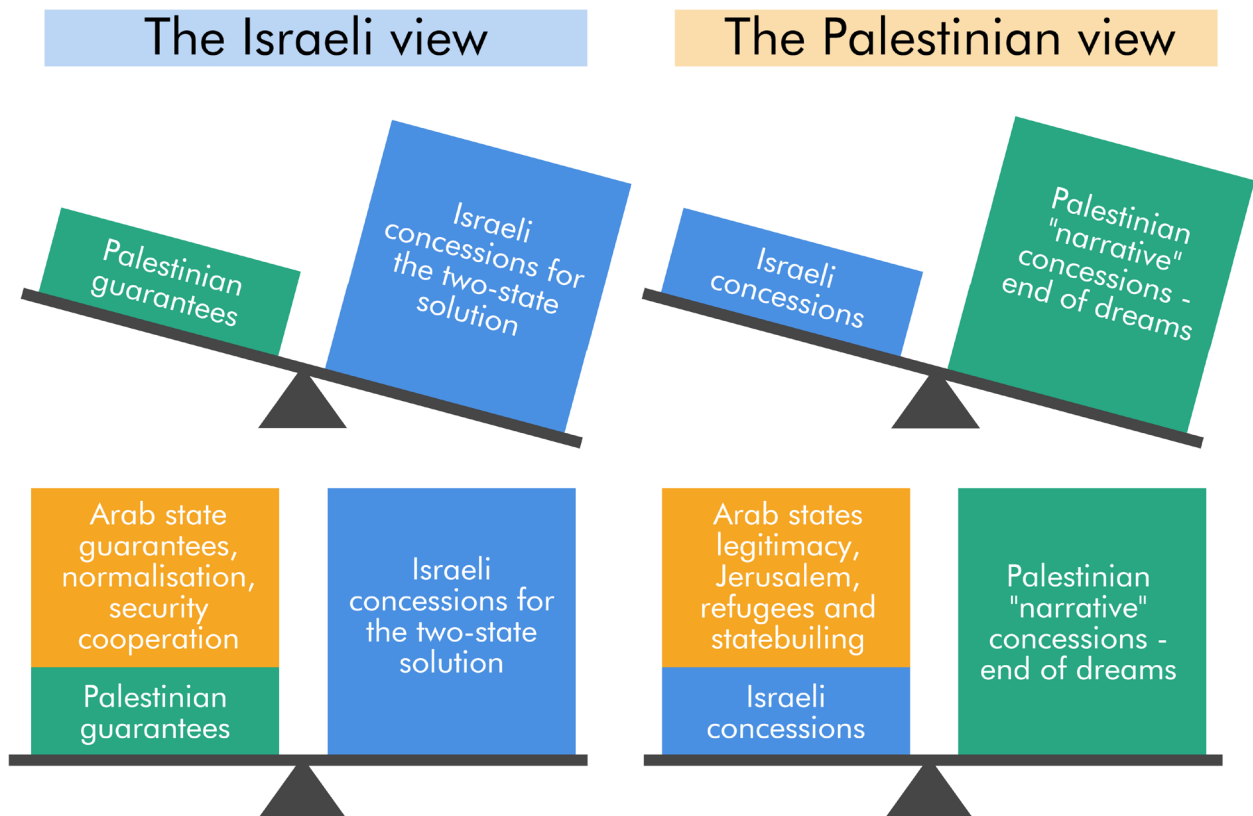 The Israeli view
The Palestinian view
Palestinian
guarantees
Israeli
concessions for
the two-state
solution
Israeli
concessions
Palestinian
"narrative"
concessions -
end of dreams
Arab state
guarantees,
normalisation,
security
cooperation
Palestinian
guarantees
Israeli
concessions for
the two-state
solution
Arab states
legitimacy,
Jerusalem,
refugees and
statebuiling
Israeli
concessions
Palestinian
"narrative"
concessions -
end of dreams